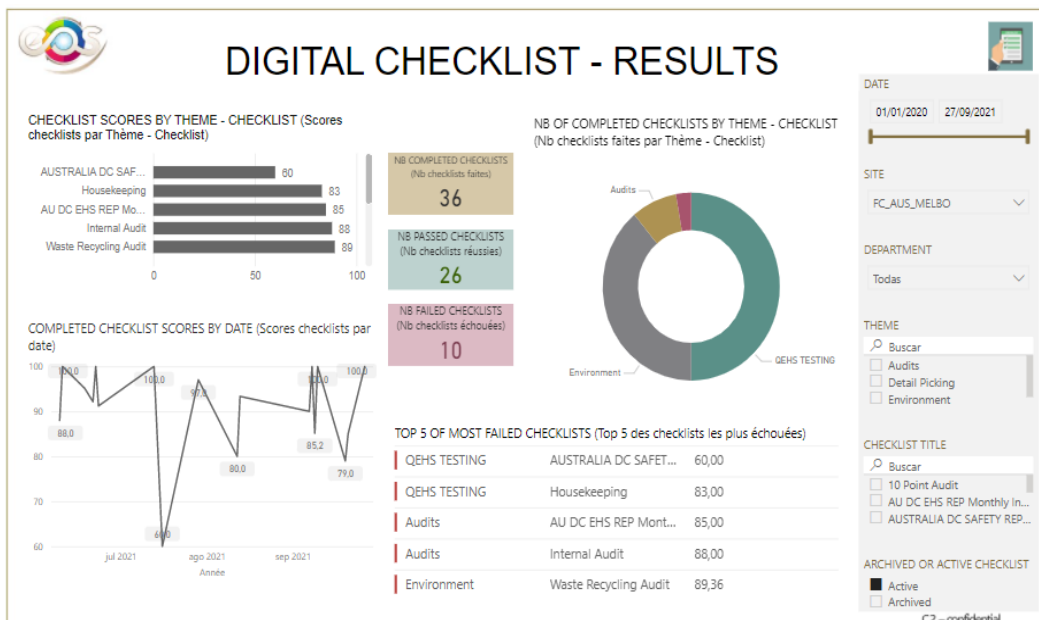 eos
DIGITAL CHECKLIST - RESULTS
CHECKLIST SCORES BY THEME - CHECKLIST (Scores
checklists par Thème - Checklist)
AUSTRALIA DC SAF...
60
Housekeeping
83
AU DC EHS REP Mo...
85
Internal Audit
88
Waste Recycling Audit
89
0
50
100
NB COMPLETED CHECKLISTS
(Nb checklists faites)
36
NB PASSED CHECKLISTS
(Nb checklists réussies)
26
NB FAILED CHECKLISTS
(Nb checklists échouées)
10
NB OF COMPLETED CHECKLISTS BY THEME - CHECKLIST
(Nb checklists faites par Thème - Checklist)
Audits
Environment
QEHS TESTING
COMPLETED CHECKLIST SCORES BY DATE (Scores checklists par
date)
100
90
80
70
60
100,0
88,0
100,0
60,0
97,0
80,0
100,0
85,2
79,0
100,0
jul 2021
ago 2021
sep 2021
Année
TOP 5 OF MOST FAILED CHECKLISTS (Top 5 des checklists les plus échouées)
QEHS TESTING AUSTRALIA DC SAFET... 60,00
QEHS TESTING Housekeeping 83,00
Audits AU DC EHS REP Mont... 85,00
Audits Internal Audit 88,00
Environment Waste Recycling Audit 89,36
DATE
01/01/2020 27/09/2021
SITE
FC_AUS_MELBO
DEPARTMENT
Todas
THEME
Buscar
Audits
Detail Picking
Environment
CHECKLIST TITLE
Buscar
10 Point Audit
AU DC EHS REP Monthly In...
AUSTRALIA DC SAFETY REP...
ARCHIVED OR ACTIVE CHECKLIST
Active
Archived
C2 – confidential